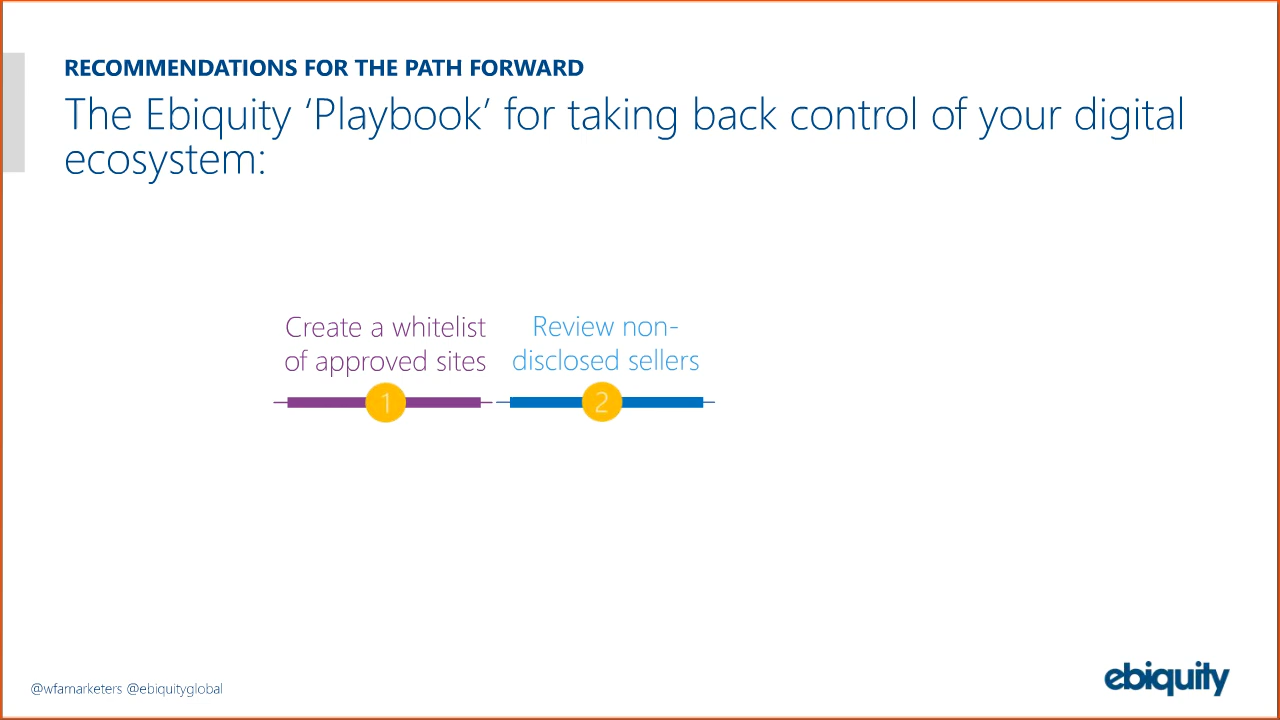 RECOMMENDATIONS FOR THE PATH FORWARD
The Ebiquity ‘Playbook’ for taking back control of your digital
ecosystem:
Create a whitelist
of approved sites
1
Review non-
disclosed sellers
2
@wfamarketers @ebiquityglobal
ebiquity